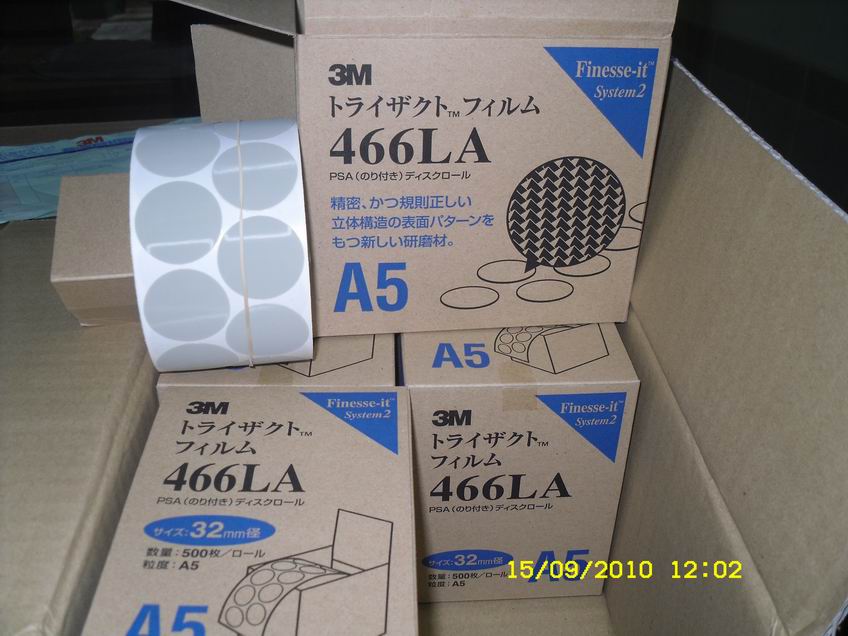 3M
Finesse-it™
System2
トライザクト™フィルム
466LA
PSA(のり付き)ディスクロール
精密、かつ規則正しい
立体構造の表面パターンを
もつ新しい研磨材。
A5
3M
A5
3M
Finesse-it™
System2
トライザクト™
フィルム
466LA
PSA(のり付き)ディスクロール
サイズ:32mm径
数量:500枚/ロール
粒度:A5
A5
3M
Finesse-it™
System2
トライザクト™
フィルム
466LA
PSA(のり付き)ディスクロール
サイズ:32mm径
数量:500枚/ロール
粒度:A5
A5
15/09/2010 12:02